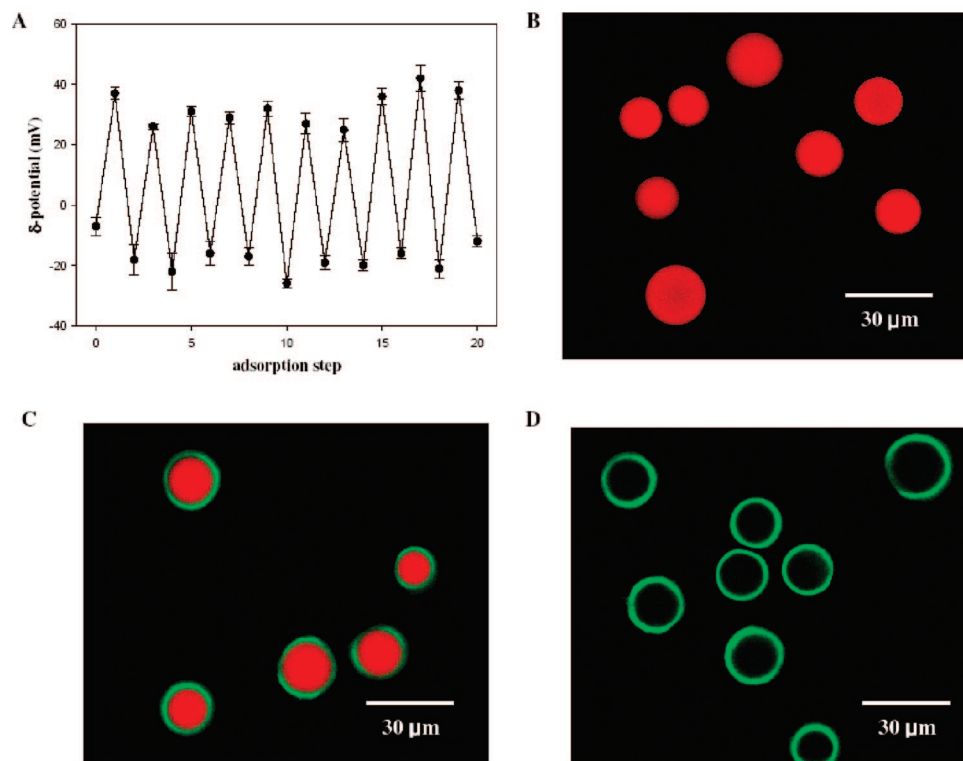 A
60
40
20
0
-20
-40
δ-potential (mV)
0 5 10 15 20
adsorption step
B
30 µm
C
30 µm
D
30 µm